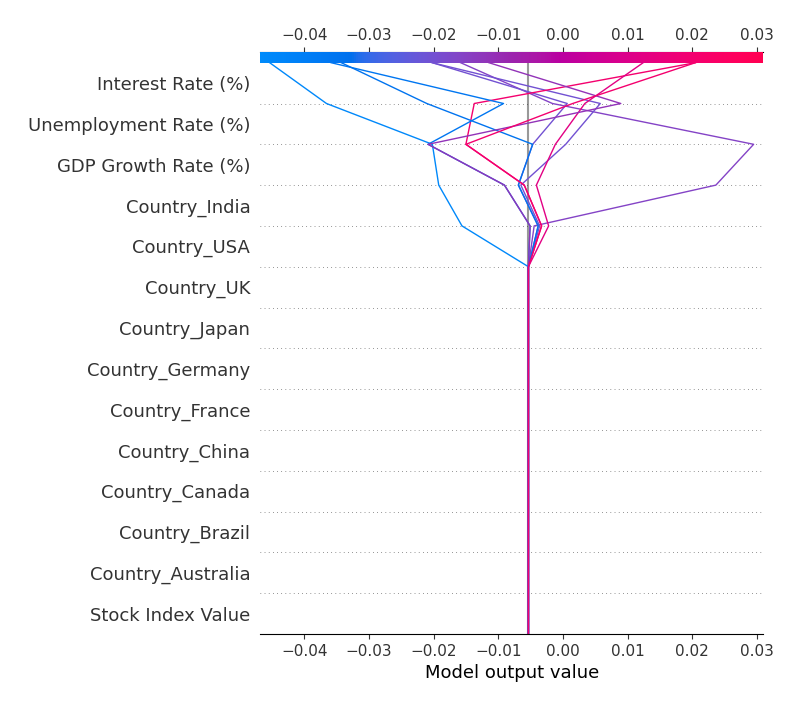 −0.04 −0.03 −0.02 −0.01 0.00 0.01 0.02 0.03
Interest Rate (%)
Unemployment Rate (%)
GDP Growth Rate (%)
Country_India
Country_USA
Country_UK
Country_Japan
Country_Germany
Country_France
Country_China
Country_Canada
Country_Brazil
Country_Australia
Stock Index Value
−0.04 −0.03 −0.02 −0.01 0.00 0.01 0.02 0.03
Model output value